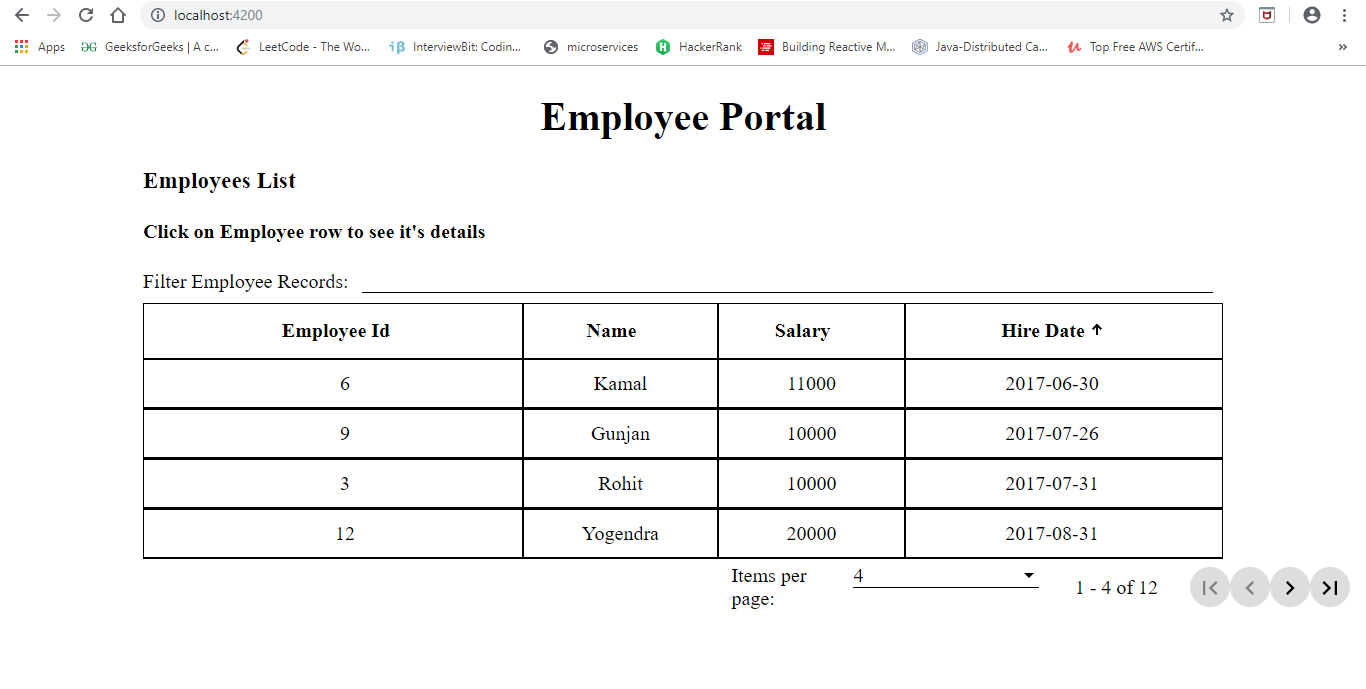 localhost:4200
Apps GeeksforGeeks | A c... LeetCode - The Wo... InterviewBit: Codin... microservices HackerRank Building Reactive M... Java-Distributed Ca... Top Free AWS Certif... »
Employee Portal
Employees List
Click on Employee row to see it's details
Filter Employee Records:
Employee Id Name Salary Hire Date ↑
6 Kamal 11000 2017-06-30
9 Gunjan 10000 2017-07-26
3 Rohit 10000 2017-07-31
12 Yogendra 20000 2017-08-31
Items per page: 4 1 - 4 of 12